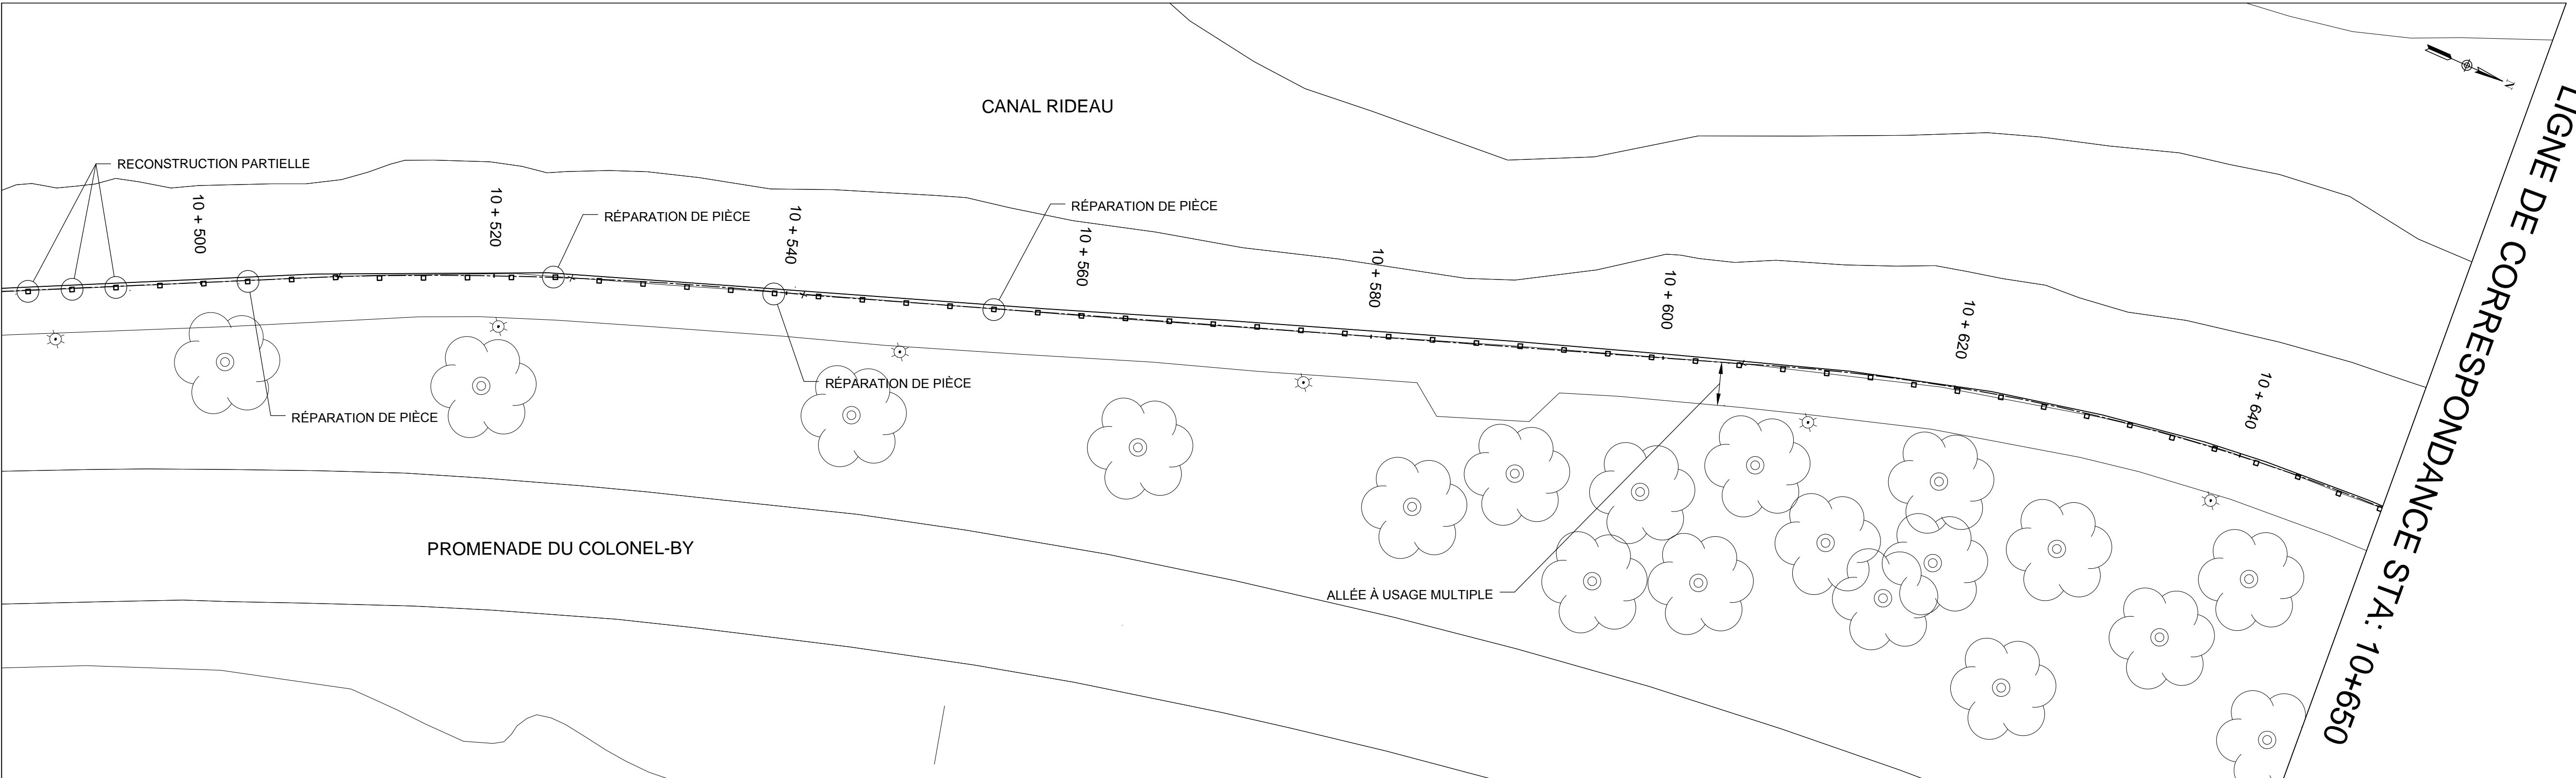 CANAL RIDEAU
N
RECONSTRUCTION PARTIELLE
10 + 500
10 + 520
RÉPARATION DE PIÈCE
10 + 540
RÉPARATION DE PIÈCE
10 + 560
10 + 580
10 + 600
10 + 620
10 + 640
RÉPARATION DE PIÈCE
RÉPARATION DE PIÈCE
PROMENADE DU COLONEL-BY
ALLÉE À USAGE MULTIPLE
LIGNE DE CORRESPONDANCE STA: 10+650